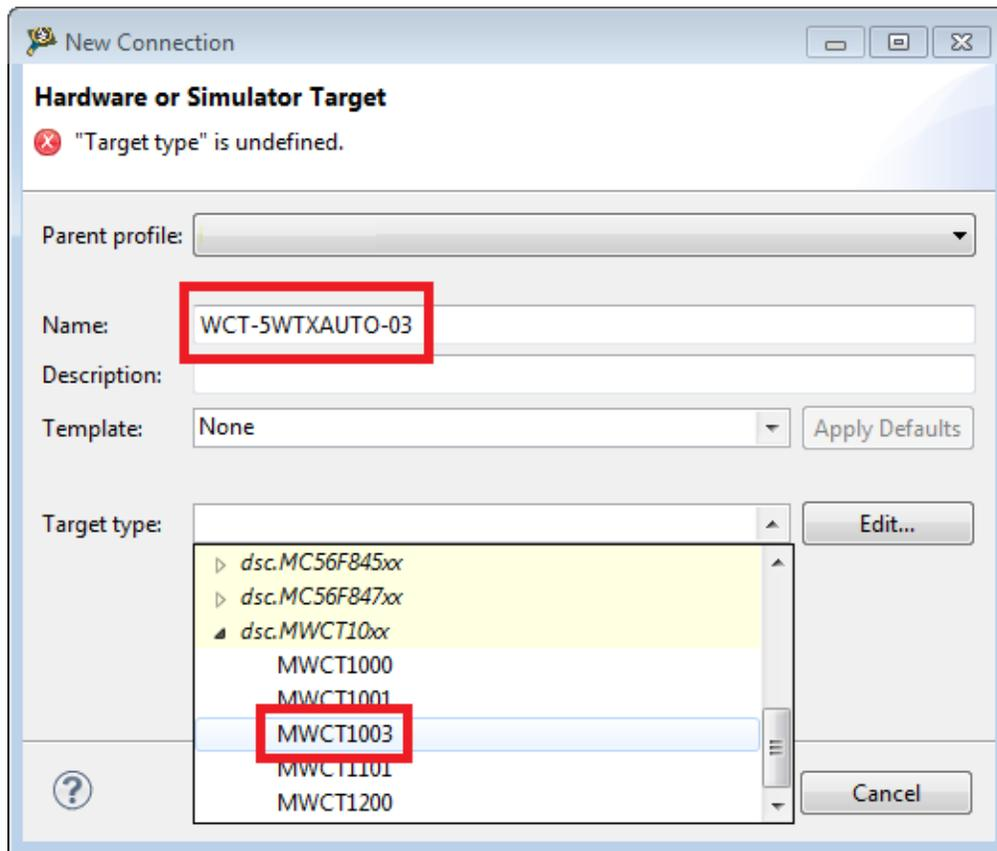 New Connection
Hardware or Simulator Target
"Target type" is undefined.
Parent profile:
Name: WCT-5WTXAUTO-03
Description:
Template: None Apply Defaults
Target type: Edit...
dsc.MC56F845xx
dsc.MC56F847xx
dsc.MWCT10xx
MWCT1000
MWCT1001
MWCT1003
MWCT1101
MWCT1200
? Cancel